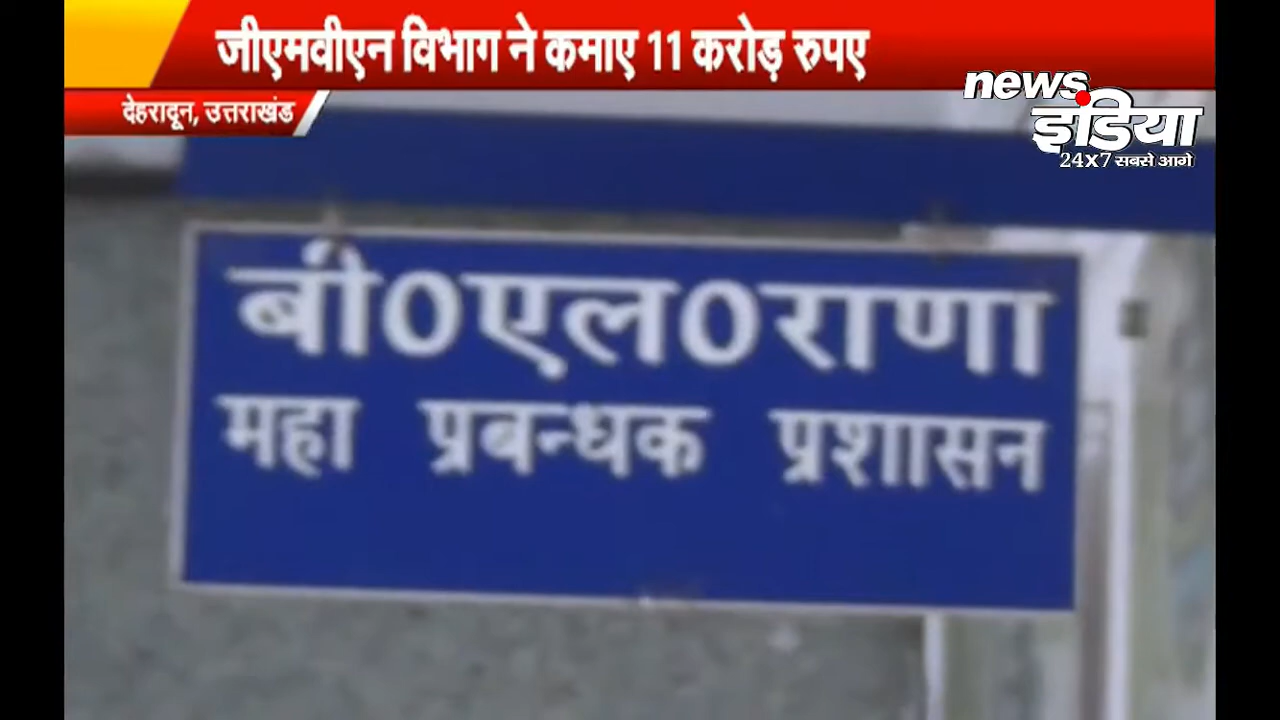 जीएमवीएन विभाग ने कमाए 11 करोड़ रुपए
देहरादून, उत्तराखंड
news
इंडिया
24x7 सबसे आगे
बी0एल0राणा
महा प्रबन्धक प्रशासन